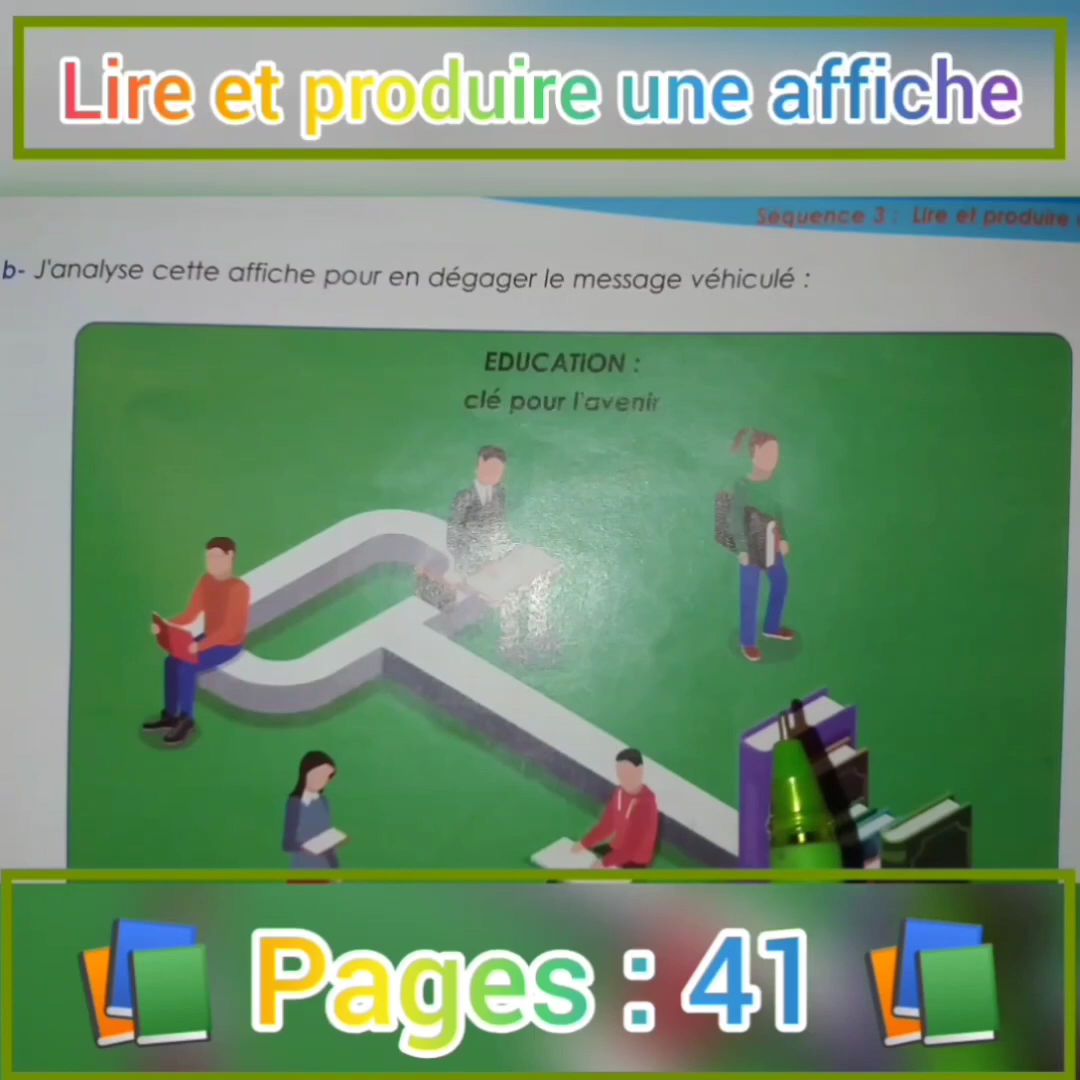 Lire et produire une affiche
Séquence 3 : Lire et produire
b- J'analyse cette affiche pour en dégager le message véhiculé :
EDUCATION :
clé pour l'avenir
Pages : 41